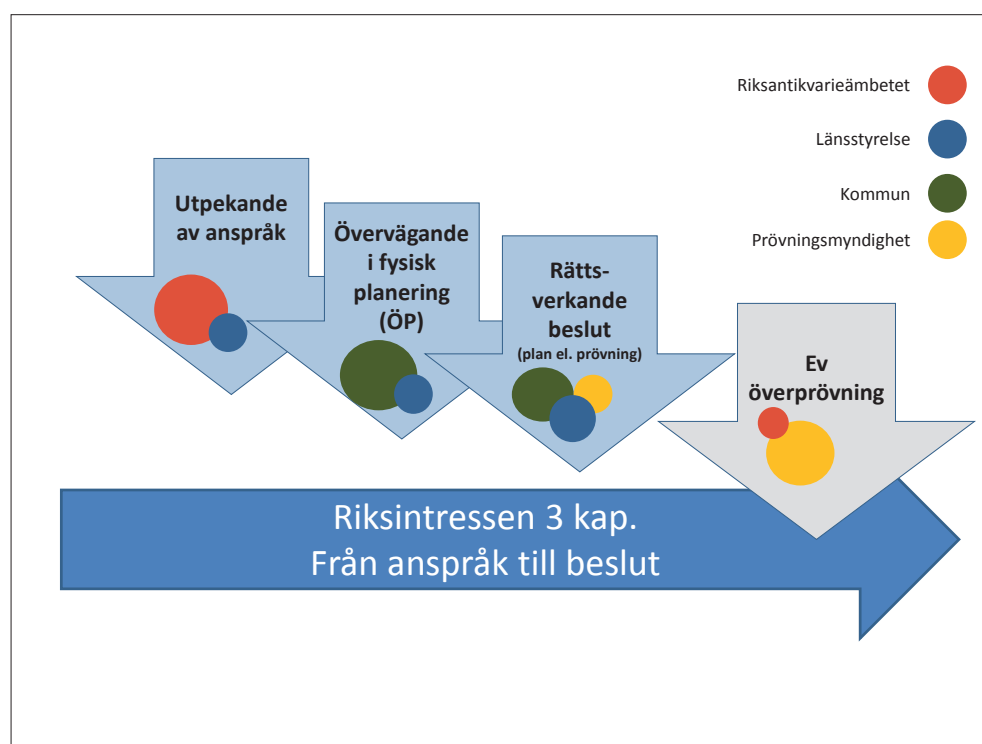 Riksantikvarieämbetet
Länsstyrelse
Kommun
Prövningsmyndighet
Utpekande
av anspråk
Övervägande
i fysisk
planering
(ÖP)
Rätts-
verkande
beslut
(plan el. prövning)
Ev
överprövning
Riksintressen 3 kap.
Från anspråk till beslut